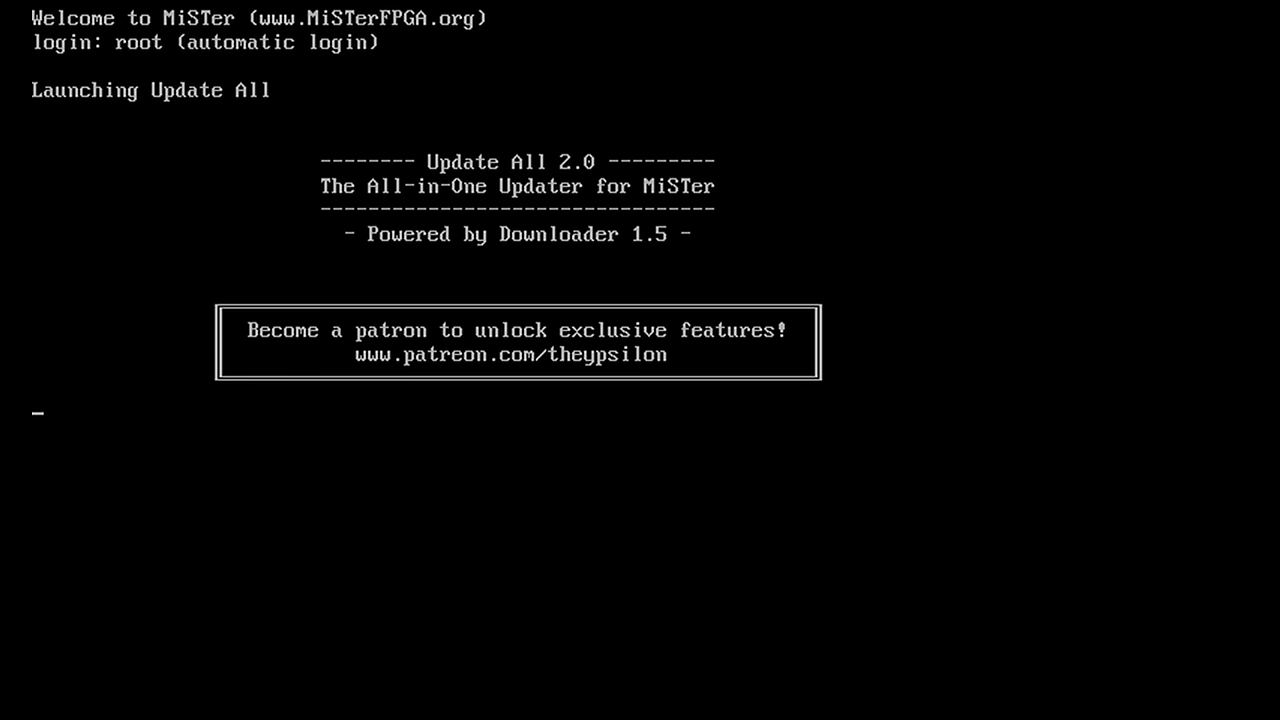 Welcome to MiSTer (www.MiSTerFPGA.org)
login: root (automatic login)
Launching Update All
-------- Update All 2.0 ---------
The All-in-One Updater for MiSTer
---------------------------------
- Powered by Downloader 1.5 -
Become a patron to unlock exclusive features!
www.patreon.com/theypsilon
_